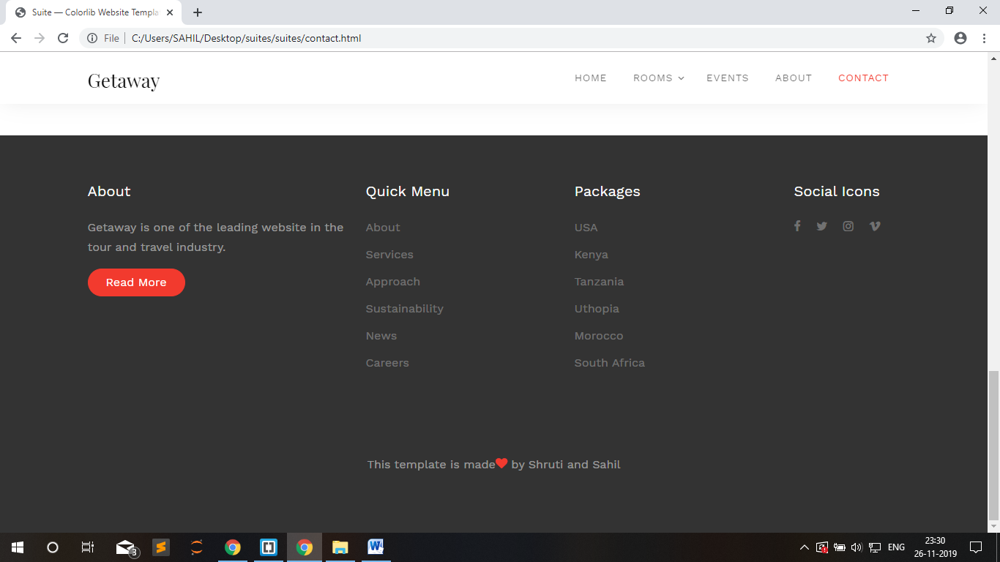 Suite — Colorlib Website Templa
File C:/Users/SAHIL/Desktop/suites/suites/contact.html
Getaway HOME ROOMS EVENTS ABOUT CONTACT
About
Getaway is one of the leading website in the
tour and travel industry.
Read More
Quick Menu
About
Services
Approach
Sustainability
News
Careers
Packages
USA
Kenya
Tanzania
Uthopia
Morocco
South Africa
Social Icons
This template is made by Shruti and Sahil
3
W
ENG
23:30
26-11-2019